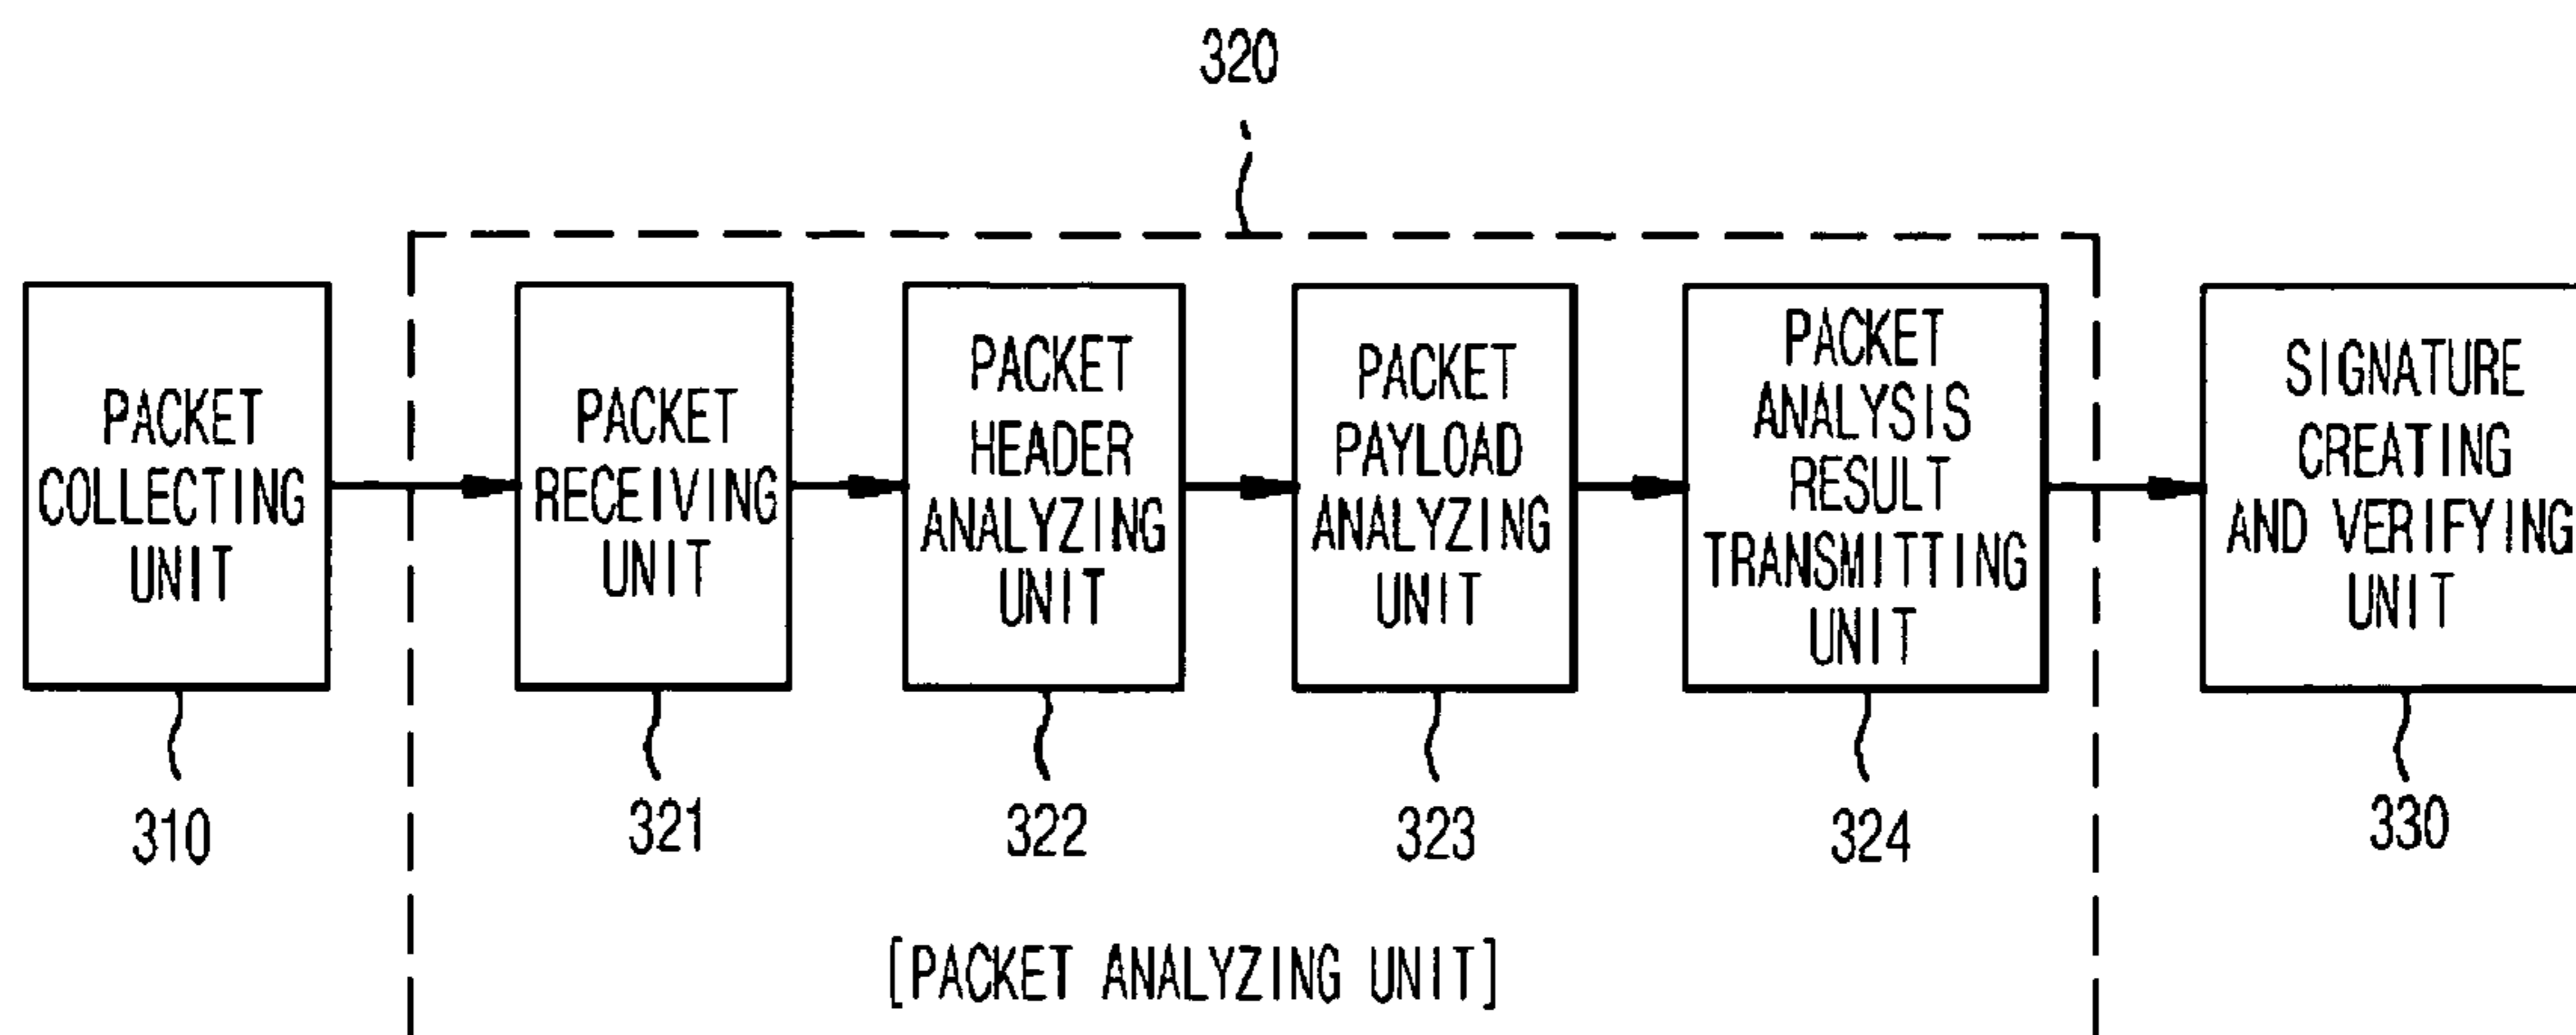 320
PACKET
COLLECTING
UNIT
PACKET
RECEIVING
UNIT
PACKET
HEADER
ANALYZING
UNIT
PACKET
PAYLOAD
ANALYZING
UNIT
PACKET
ANALYSIS
RESULT
TRANSMITTING
UNIT
SIGNATURE
CREATING
AND VERIFYING
UNIT
310
321
322
323
324
330
[PACKET ANALYZING UNIT]